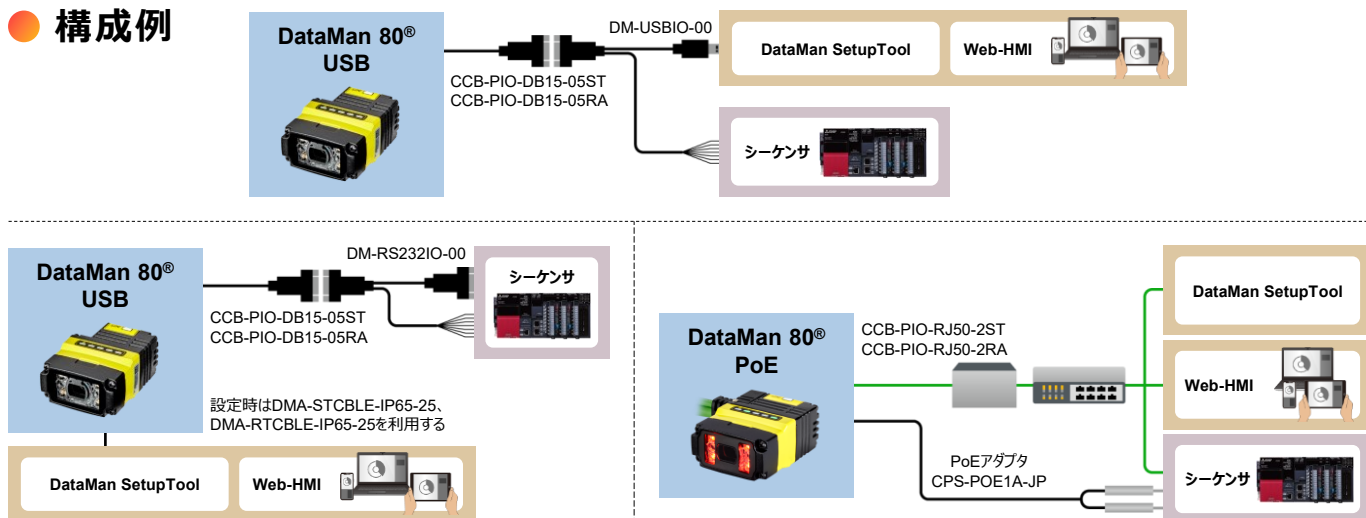 構成例
DataMan 80®
USB
CCB-PIO-DB15-05ST
CCB-PIO-DB15-05RA
DM-USBIO-00
DataMan SetupTool
Web-HMI
シーケンサ
DataMan 80®
USB
CCB-PIO-DB15-05ST
CCB-PIO-DB15-05RA
DM-RS232IO-00
シーケンサ
設定時はDMA-STCBLE-IP65-25、
DMA-RTCBLE-IP65-25を利用する
DataMan SetupTool
Web-HMI
DataMan 80®
PoE
CCB-PIO-RJ50-2ST
CCB-PIO-RJ50-2RA
PoEアダプタ
CPS-POE1A-JP
DataMan SetupTool
Web-HMI
シーケンサ